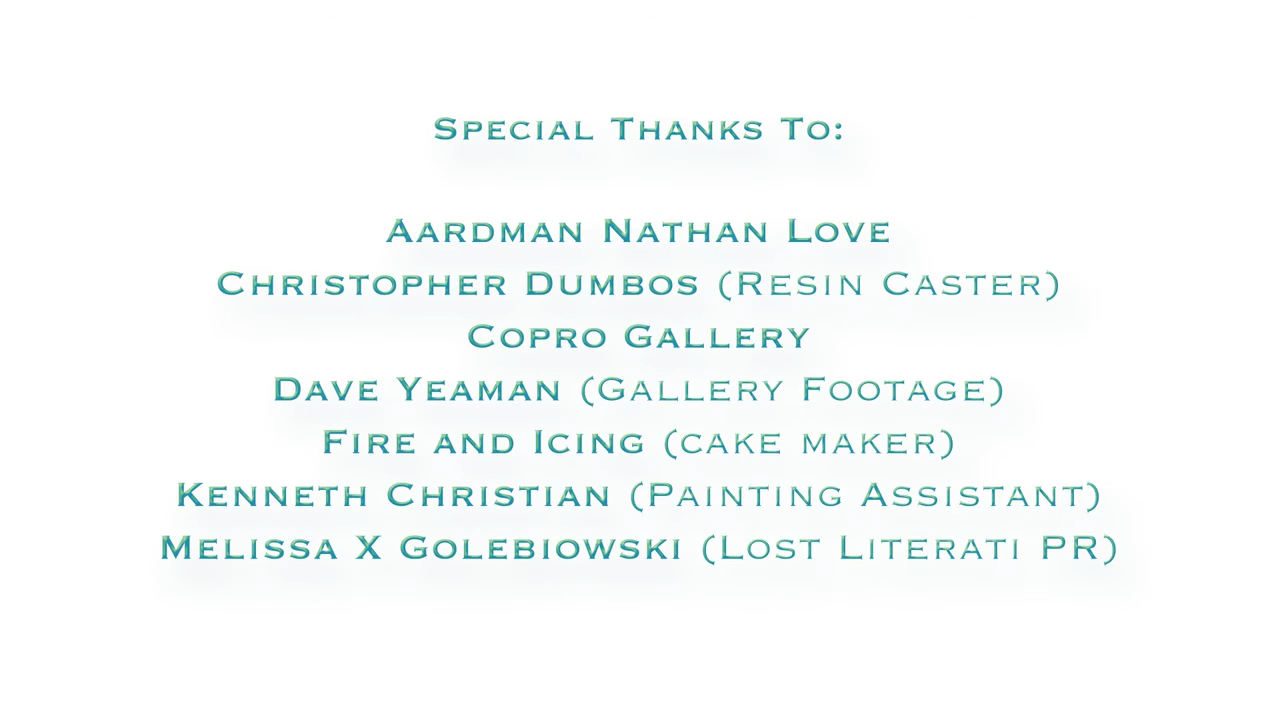 Special Thanks To:
Aardman Nathan Love
Christopher Dumbos (Resin Caster)
Copro Gallery
Dave Yeaman (Gallery Footage)
Fire and Icing (cake maker)
Kenneth Christian (Painting Assistant)
Melissa X Golebiowski (Lost Literati PR)